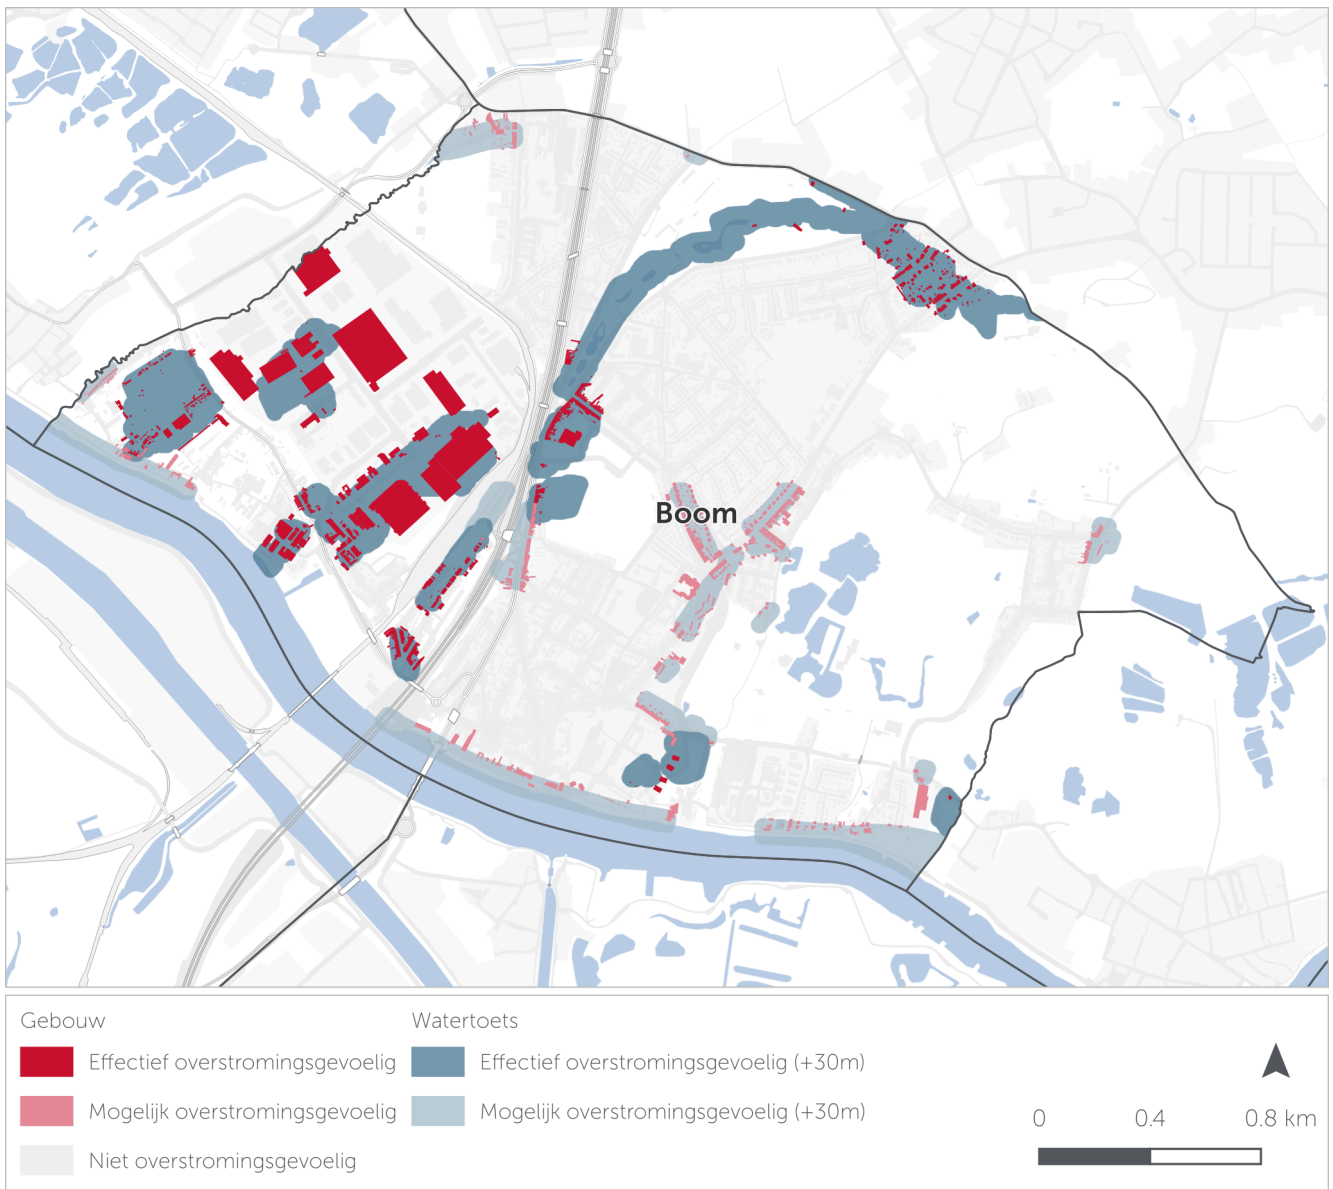 Boom
Gebouw
Effectief overstromingsgevoelig
Mogelijk overstromingsgevoelig
Niet overstromingsgevoelig
Watertoets
Effectief overstromingsgevoelig (+30m)
Mogelijk overstromingsgevoelig (+30m)
0 0.4 0.8 km